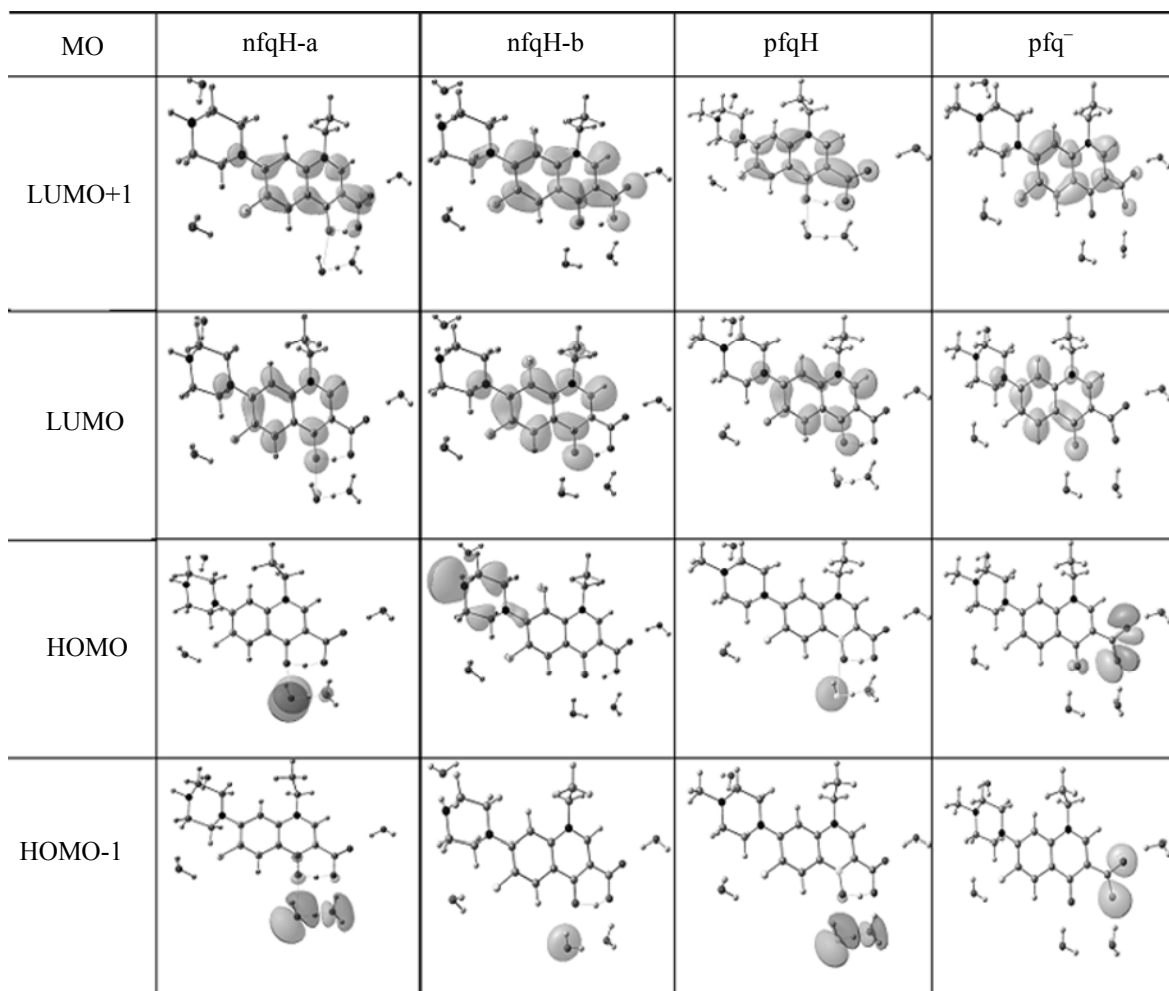 MO nfqH-a nfqH-b pfqH pfq⁻
LUMO+1
LUMO
HOMO
HOMO-1